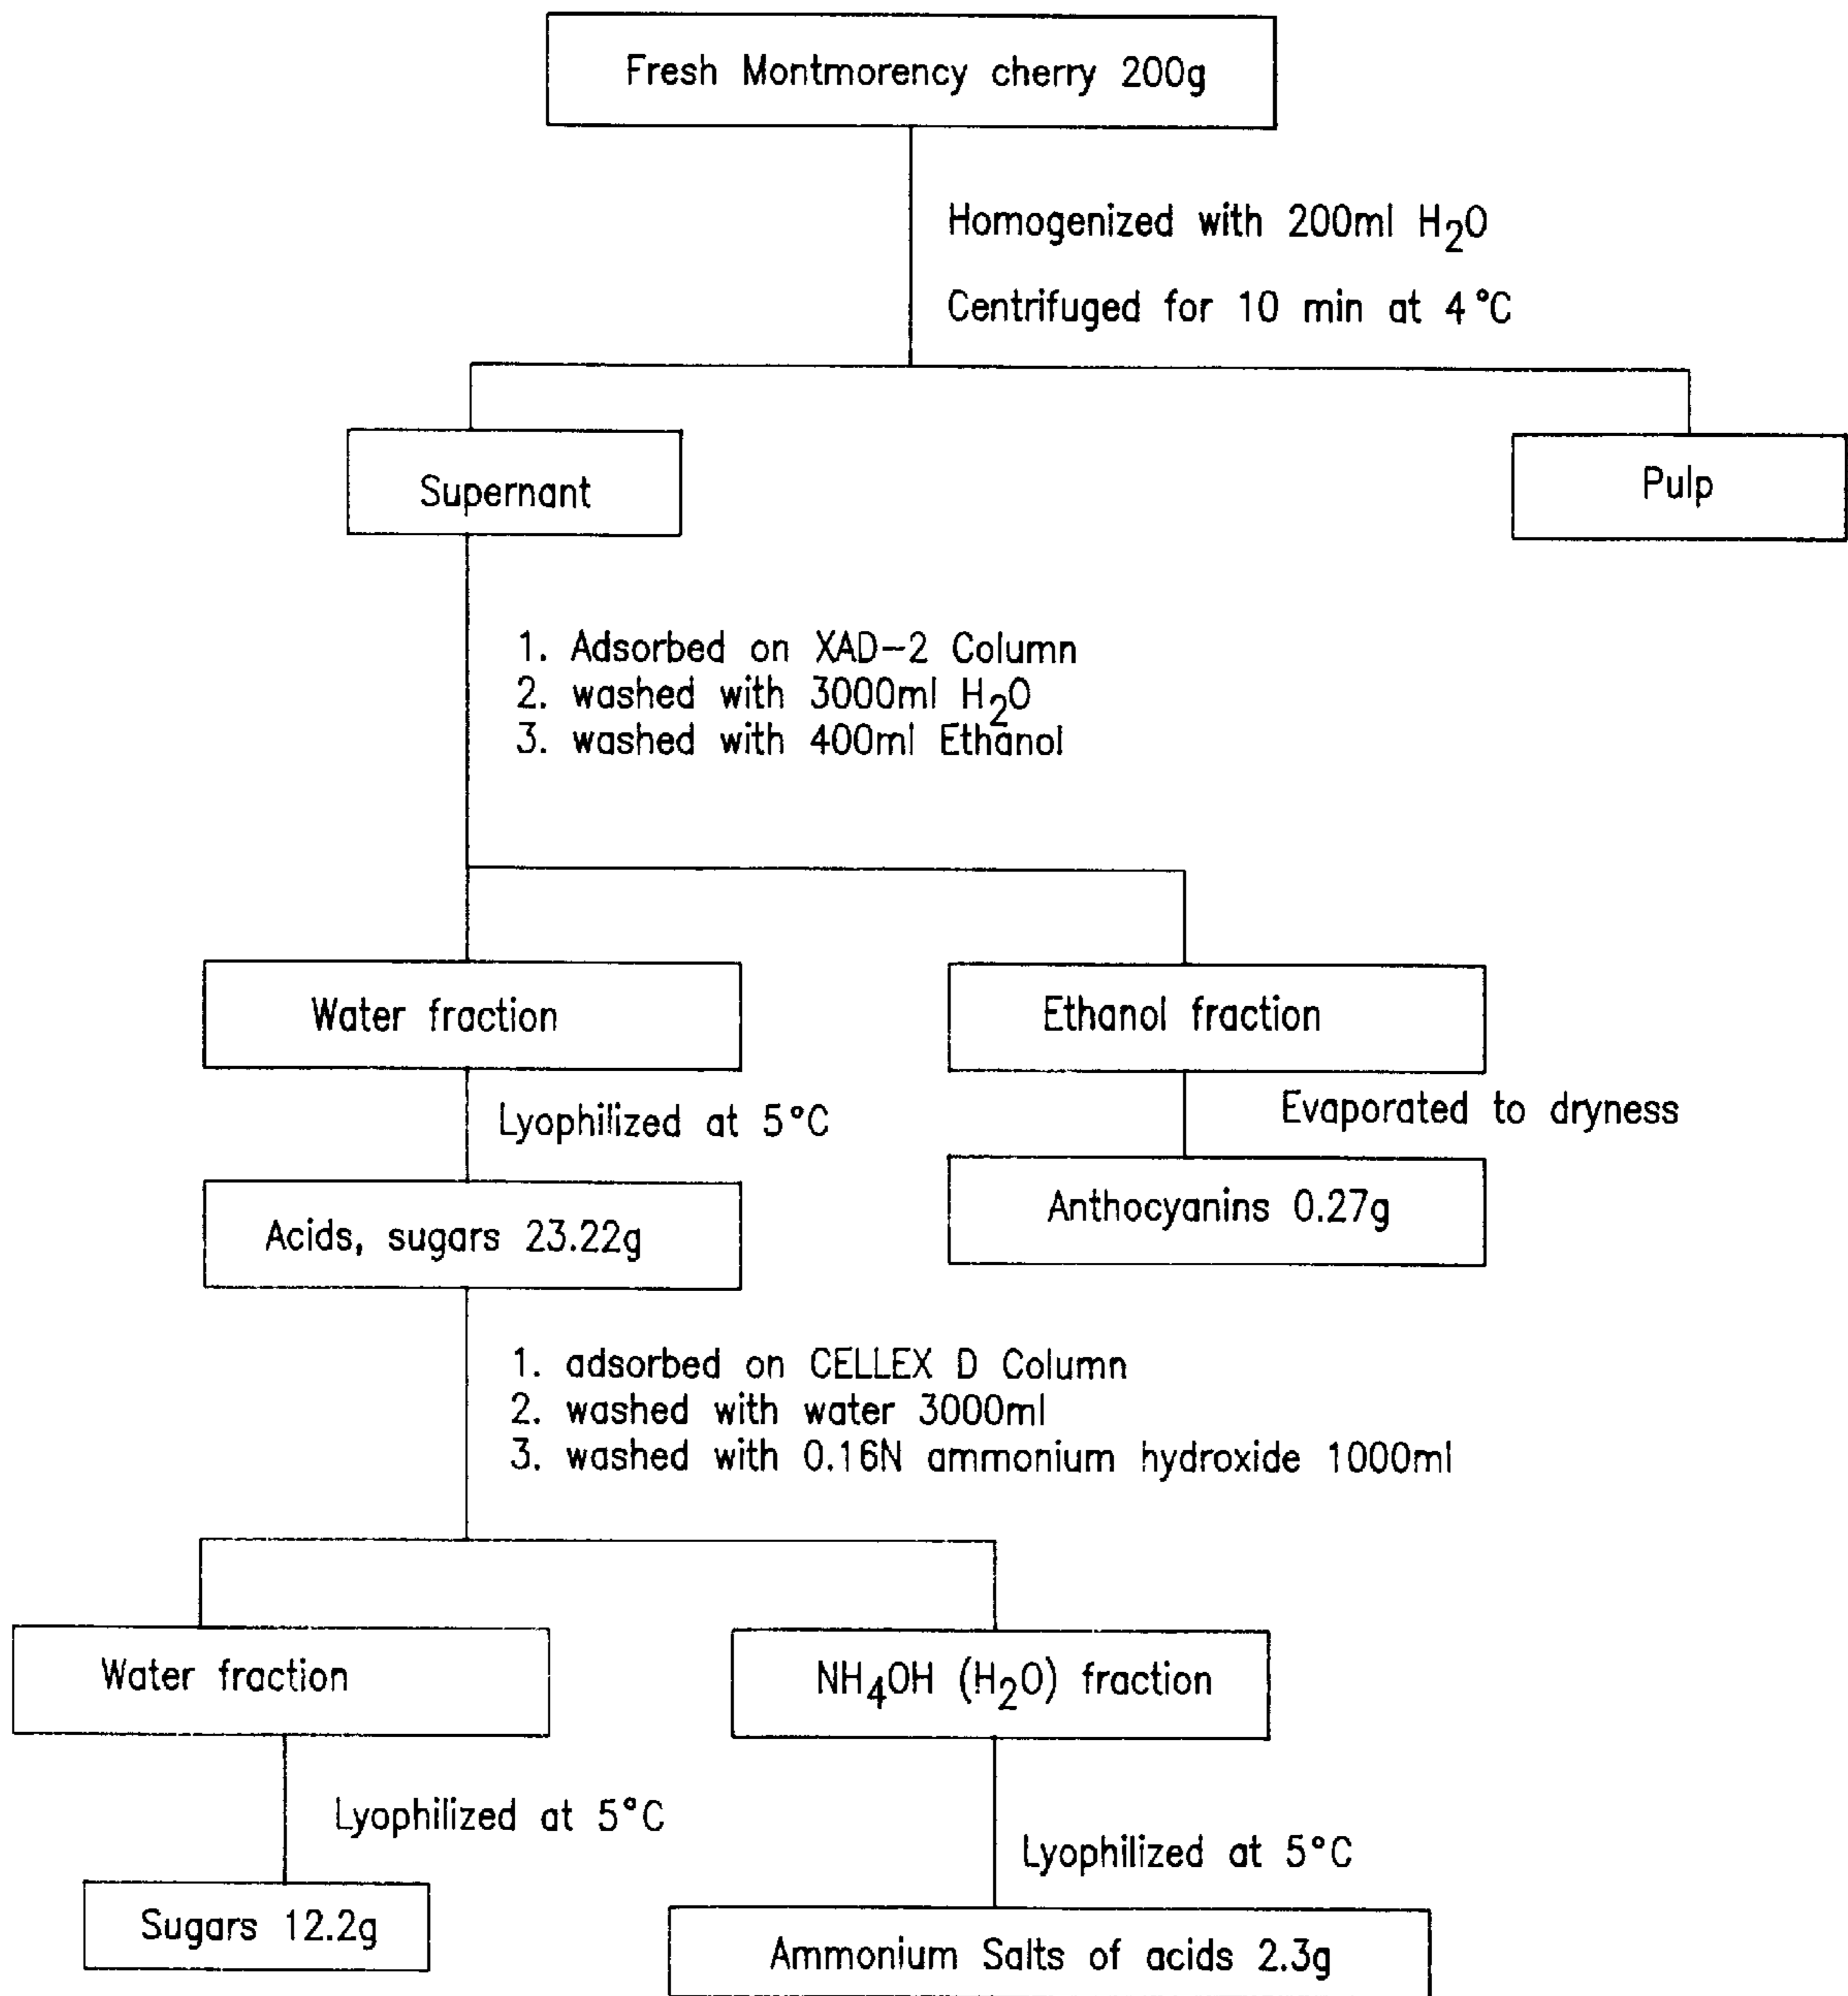 Fresh Montmorency cherry 200g
Homogenized with 200ml H₂O
Centrifuged for 10 min at 4°C
Supernant
Pulp
1. Adsorbed on XAD-2 Column
2. washed with 3000ml H₂O
3. washed with 400ml Ethanol
Water fraction
Ethanol fraction
Lyophilized at 5°C
Evaporated to dryness
Acids, sugars 23.22g
Anthocyanins 0.27g
1. adsorbed on CELLEX D Column
2. washed with water 3000ml
3. washed with 0.16N ammonium hydroxide 1000ml
Water fraction
NH₄OH (H₂O) fraction
Lyophilized at 5°C
Lyophilized at 5°C
Sugars 12.2g
Ammonium Salts of acids 2.3g